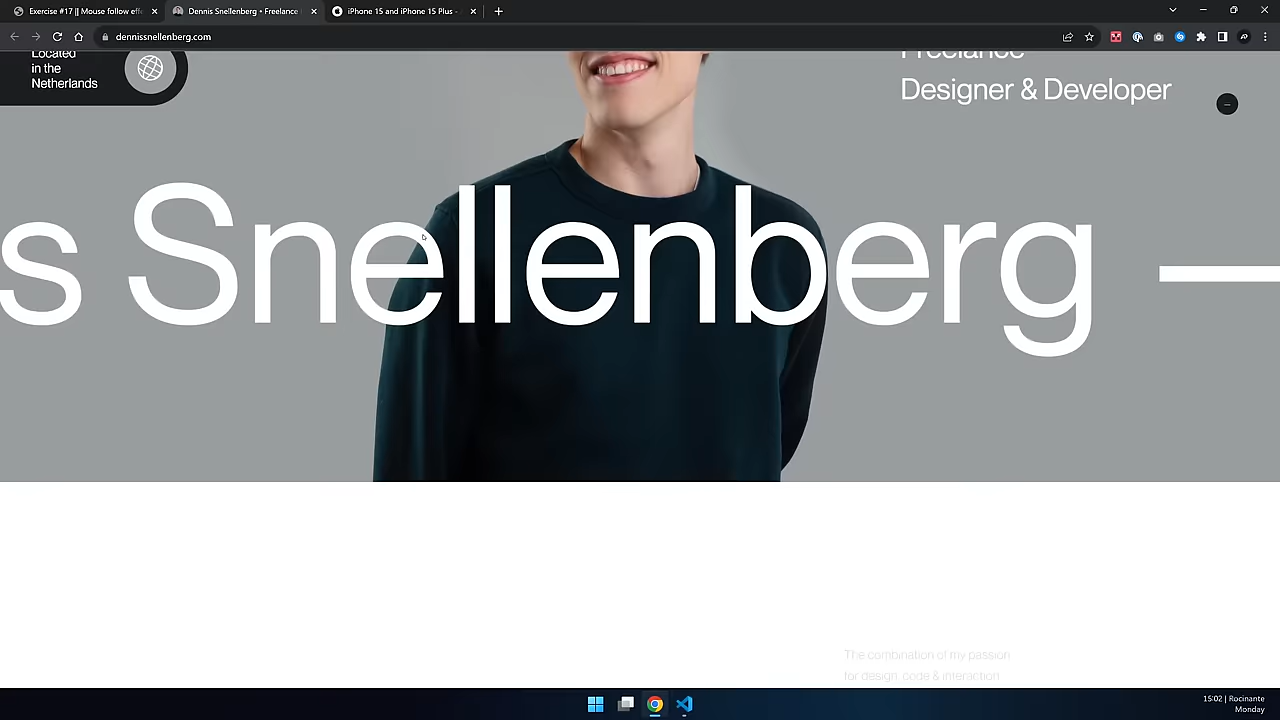 Exercise #17 || Mouse follow eff
Dennis Snellenberg • Freelance
iPhone 15 and iPhone 15 Plus -
dennissnellenberg.com
Located
in the
Netherlands
Freelance
Designer & Developer
s Snellenberg —
The combination of my passion
for design, code & interaction
15:02 | Rocinante
Monday